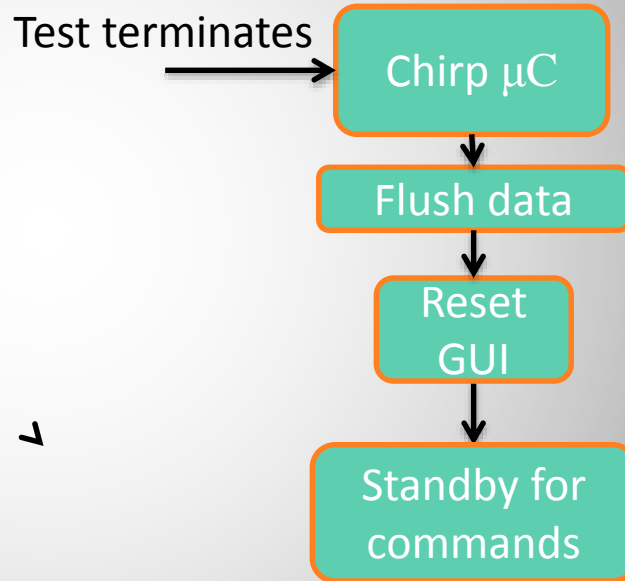 Test terminates
Chirp μC
Flush data
Reset
GUI
Standby for
commands